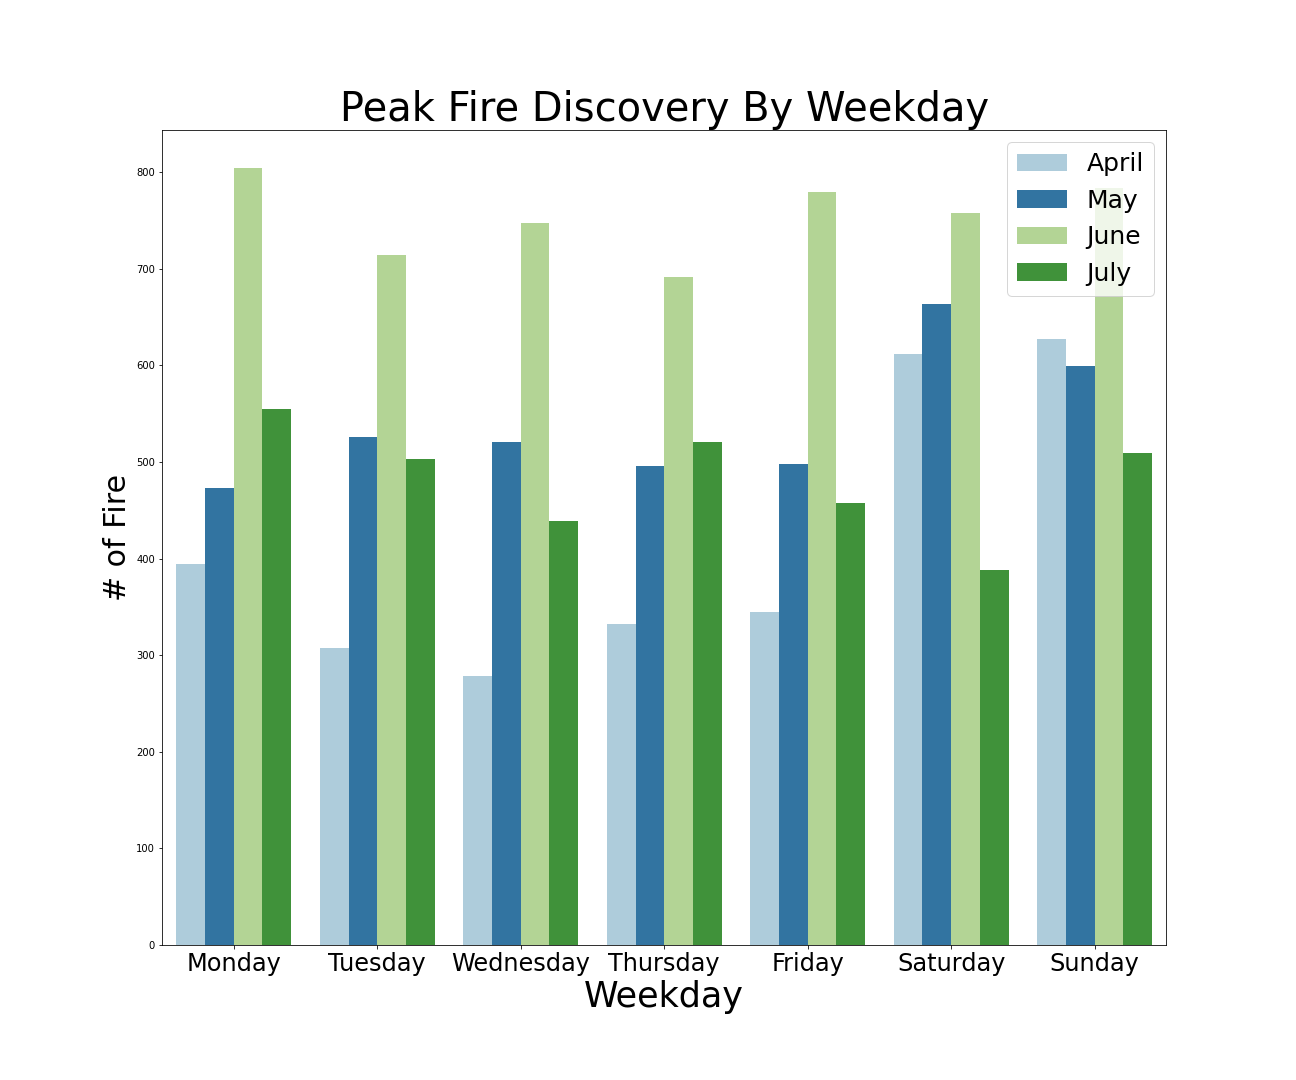 Peak Fire Discovery By Weekday
April
May
June
July
800
700
600
500
400
300
200
100
0
# of Fire
Monday Tuesday Wednesday Thursday Friday Saturday Sunday
Weekday